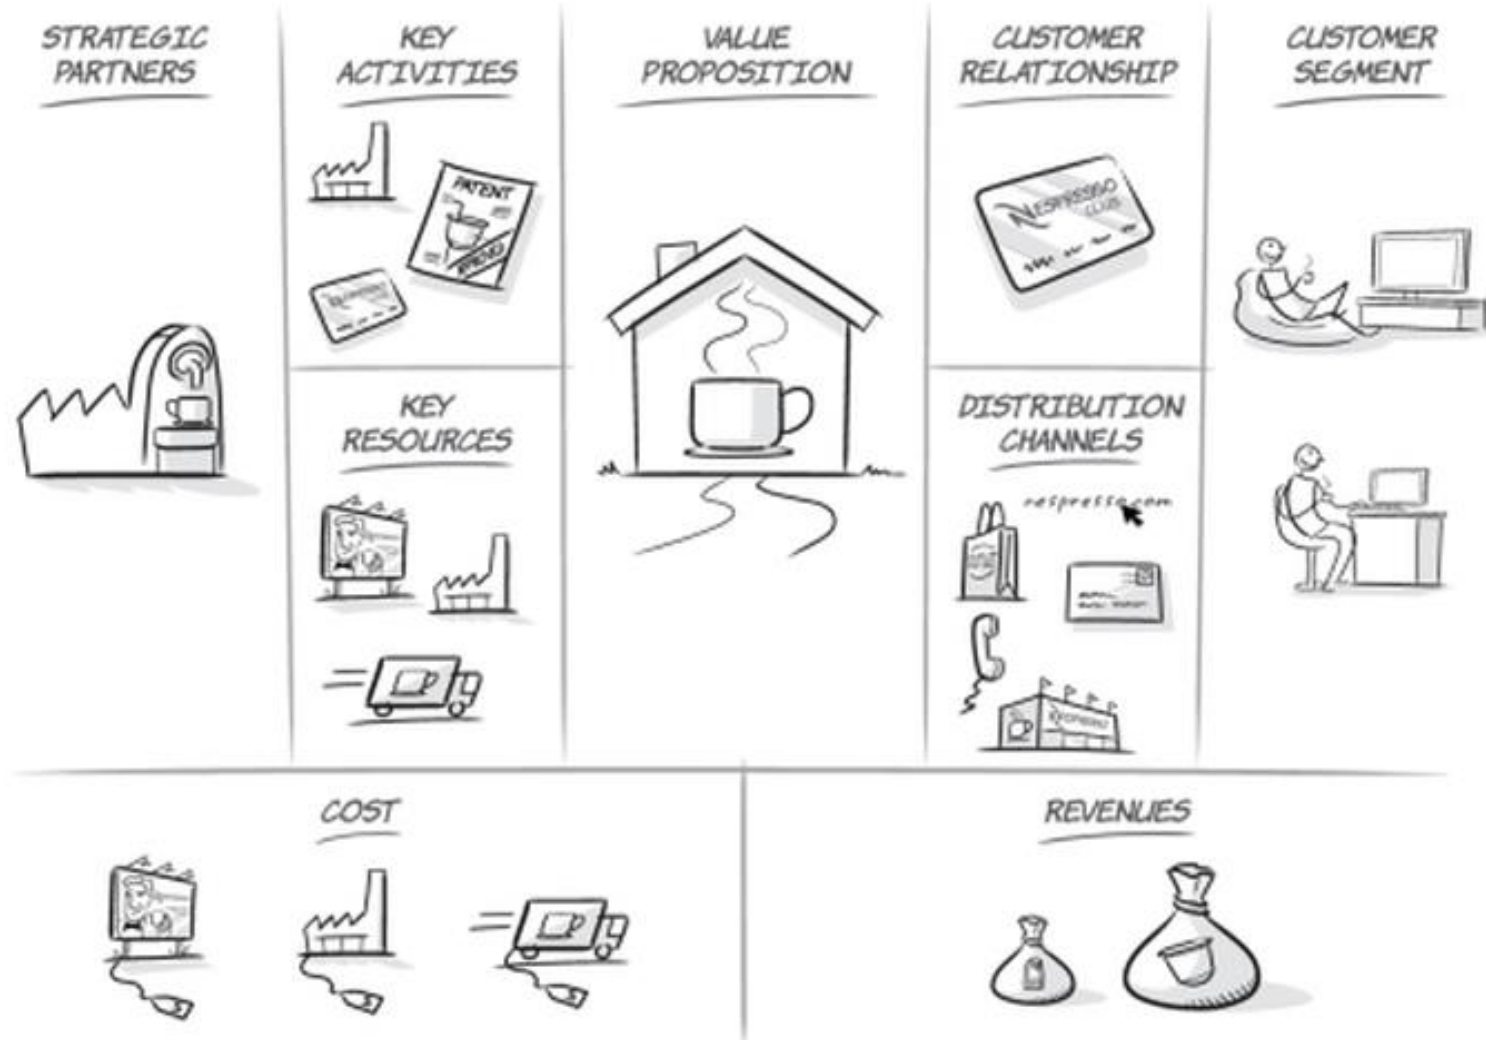 STRATEGIC
PARTNERS
KEY
ACTIVITIES
VALUE
PROPOSITION
CUSTOMER
RELATIONSHIP
CUSTOMER
SEGMENT
PATENT
NESPRESSO
CLUB
KEY
RESOURCES
DISTRIBUTION
CHANNELS
nespresso.com
COST
REVENUES